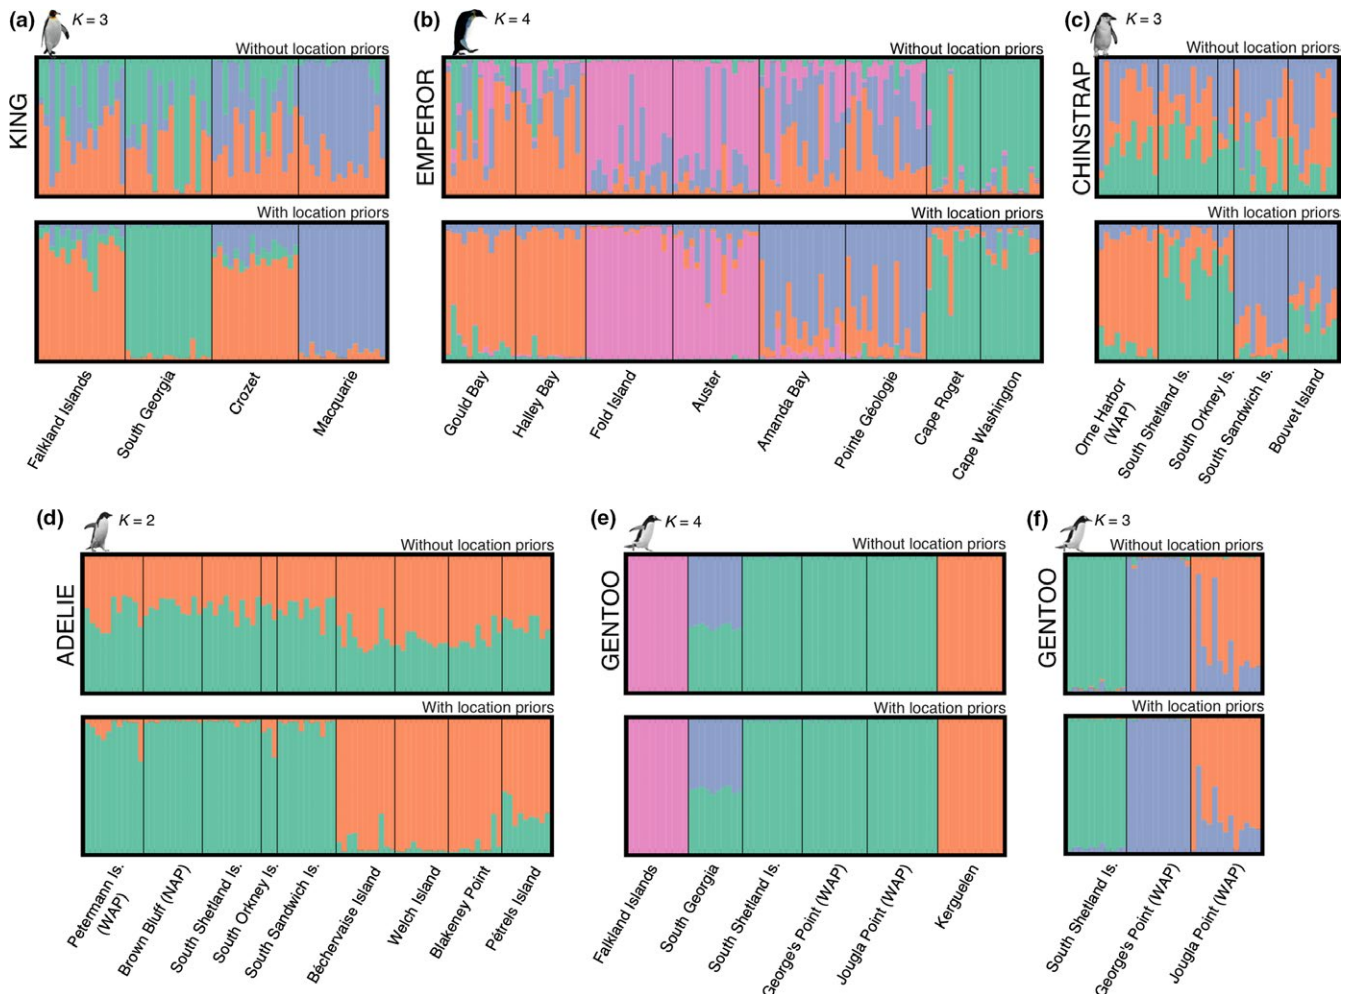 (a) K = 3
Without location priors
KING
With location priors
Falkland Islands
South Georgia
Crozet
Macquarie
(b) K = 4
Without location priors
EMPEROR
With location priors
Gould Bay
Halley Bay
Fold Island
Auster
Amanda Bay
Pointe Géologie
Cape Roget
Cape Washington
(c) K = 3
Without location priors
CHINSTRAP
With location priors
Orne Harbor
(WAP)
South Shetland Is.
South Orkney Is.
South Sandwich Is.
Bouvet Island
(d) K = 2
Without location priors
ADELIE
With location priors
Petermann Is.
(WAP)
Brown Bluff (NAP)
South Shetland Is.
South Orkney Is.
South Sandwich Is.
Béchervaise Island
Welch Island
Blakeney Point
Pétrels Island
(e) K = 4
Without location priors
GENTOO
With location priors
Falkland Islands
South Georgia
South Shetland Is.
George's Point (WAP)
Jougla Point (WAP)
Kerguelen
(f) K = 3
Without location priors
GENTOO
With location priors
South Shetland Is.
George's Point (WAP)
Jougla Point (WAP)